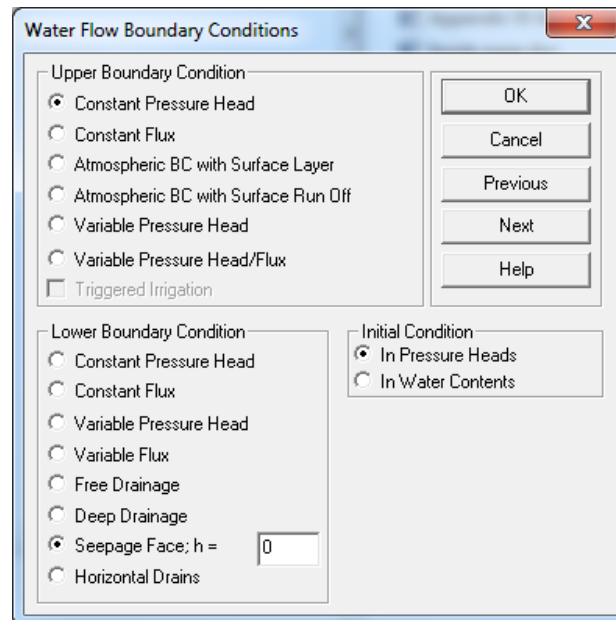 Water Flow Boundary Conditions
Upper Boundary Condition
Constant Pressure Head
Constant Flux
Atmospheric BC with Surface Layer
Atmospheric BC with Surface Run Off
Variable Pressure Head
Variable Pressure Head/Flux
Triggered Irrigation
OK
Cancel
Previous
Next
Help
Lower Boundary Condition
Constant Pressure Head
Constant Flux
Variable Pressure Head
Variable Flux
Free Drainage
Deep Drainage
Seepage Face; h = 0
Horizontal Drains
Initial Condition
In Pressure Heads
In Water Contents